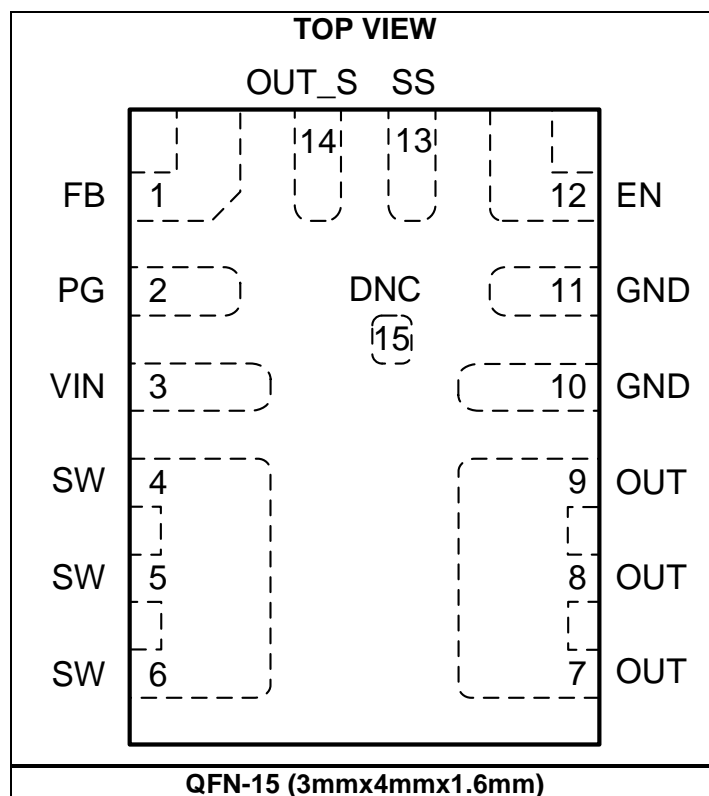 TOP VIEW
OUT_S SS
14 13
FB 1 12 EN
PG 2 DNC 11 GND
15
VIN 3 10 GND
SW 4 9 OUT
SW 5 8 OUT
SW 6 7 OUT
QFN-15 (3mmx4mmx1.6mm)